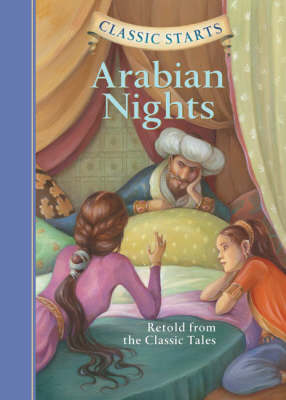 CLASSIC STARTS
Arabian
Nights
Retold from
the Classic Tales